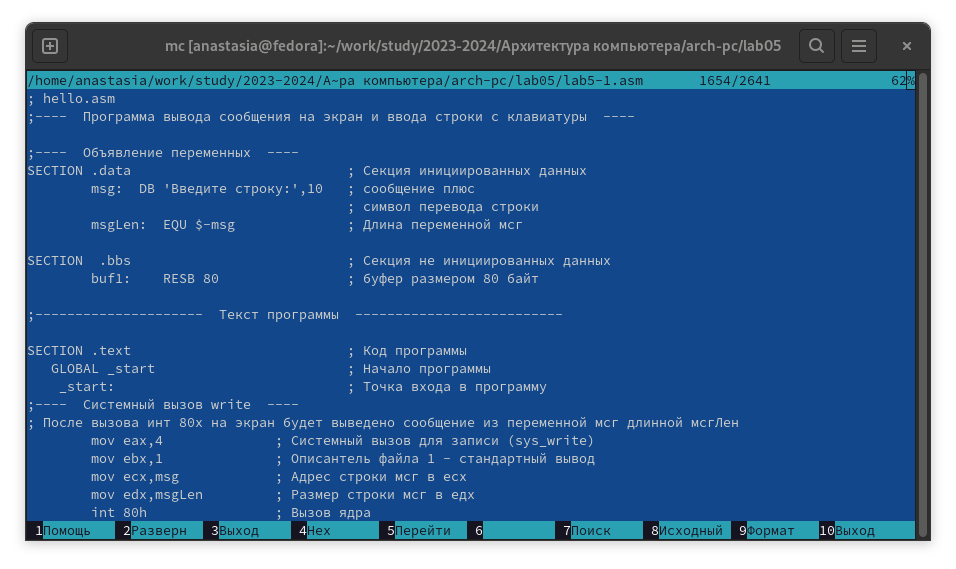 mc [anastasia@fedora]:~/work/study/2023-2024/Архитектура компьютера/arch-pc/lab05
/home/anastasia/work/study/2023-2024/А~ра компьютера/arch-pc/lab05/lab5-1.asm 1654/2641 62%
; hello.asm
;---- Программа вывода сообщения на экран и ввода строки с клавиатуры ----
;---- Объявление переменных ----
SECTION .data ; Секция инициированных данных
msg: DB 'Введите строку:',10 ; сообщение плюс
; символ перевода строки
msgLen: EQU $-msg ; Длина переменной мсг
SECTION .bbs ; Секция не инициированных данных
buf1: RESB 80 ; буфер размером 80 байт
;--------------------- Текст программы --------------------------
SECTION .text ; Код программы
GLOBAL _start ; Начало программы
_start: ; Точка входа в программу
;---- Системный вызов write ----
; После вызова инт 80х на экран будет выведено сообщение из переменной мсг длинной мсгЛен
mov eax,4 ; Системный вызов для записи (sys_write)
mov ebx,1 ; Описантель файла 1 - стандартный вывод
mov ecx,msg ; Адрес строки мсг в есх
mov edx,msgLen ; Размер строки мсг в едх
int 80h ; Вызов ядра
1Помощь 2Разверн 3Выход 4Hex 5Перейти 6 7Поиск 8Исходный 9Формат 10Выход